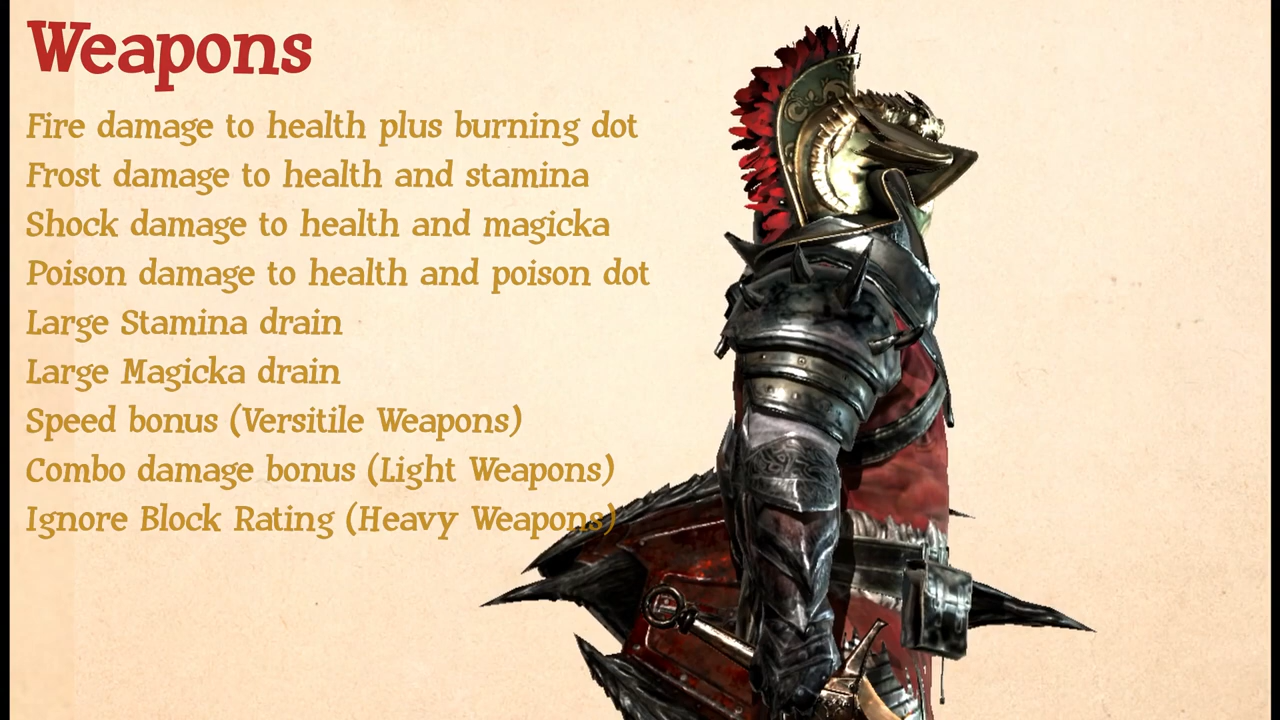 Weapons
Fire damage to health plus burning dot
Frost damage to health and stamina
Shock damage to health and magicka
Poison damage to health and poison dot
Large Stamina drain
Large Magicka drain
Speed bonus (Versitile Weapons)
Combo damage bonus (Light Weapons)
Ignore Block Rating (Heavy Weapons)